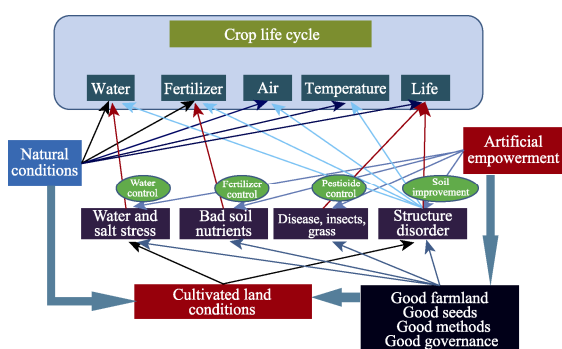 Crop life cycle
Water
Fertilizer
Air
Temperature
Life
Natural
conditions
Artificial
empowerment
Water
control
Fertilizer
control
Pesticide
control
Soil
improvement
Water and
salt stress
Bad soil
nutrients
Disease, insects,
grass
Structure
disorder
Cultivated land
conditions
Good farmland
Good seeds
Good methods
Good governance